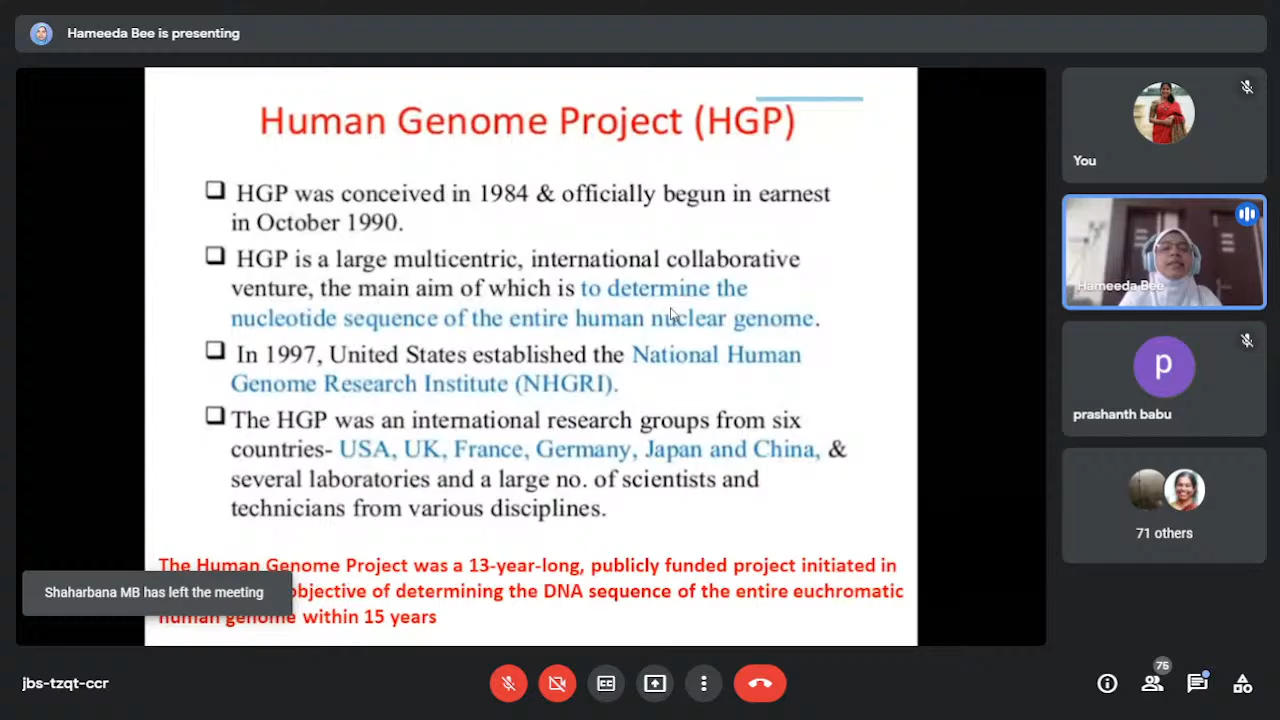 Hameeda Bee is presenting
Human Genome Project (HGP)
HGP was conceived in 1984 & officially begun in earnest
in October 1990.
HGP is a large multicentric, international collaborative
venture, the main aim of which is to determine the
nucleotide sequence of the entire human nuclear genome.
In 1997, United States established the National Human
Genome Research Institute (NHGRI).
The HGP was an international research groups from six
countries- USA, UK, France, Germany, Japan and China, &
several laboratories and a large no. of scientists and
technicians from various disciplines.
The Human Genome Project was a 13-year-long, publicly funded project initiated in
objective of determining the DNA sequence of the entire euchromatic
human genome within 15 years
Shaharbana MB has left the meeting
You
Hameeda Bee
p
prashanth babu
71 others
jbs-tzqt-ccr
CC
75